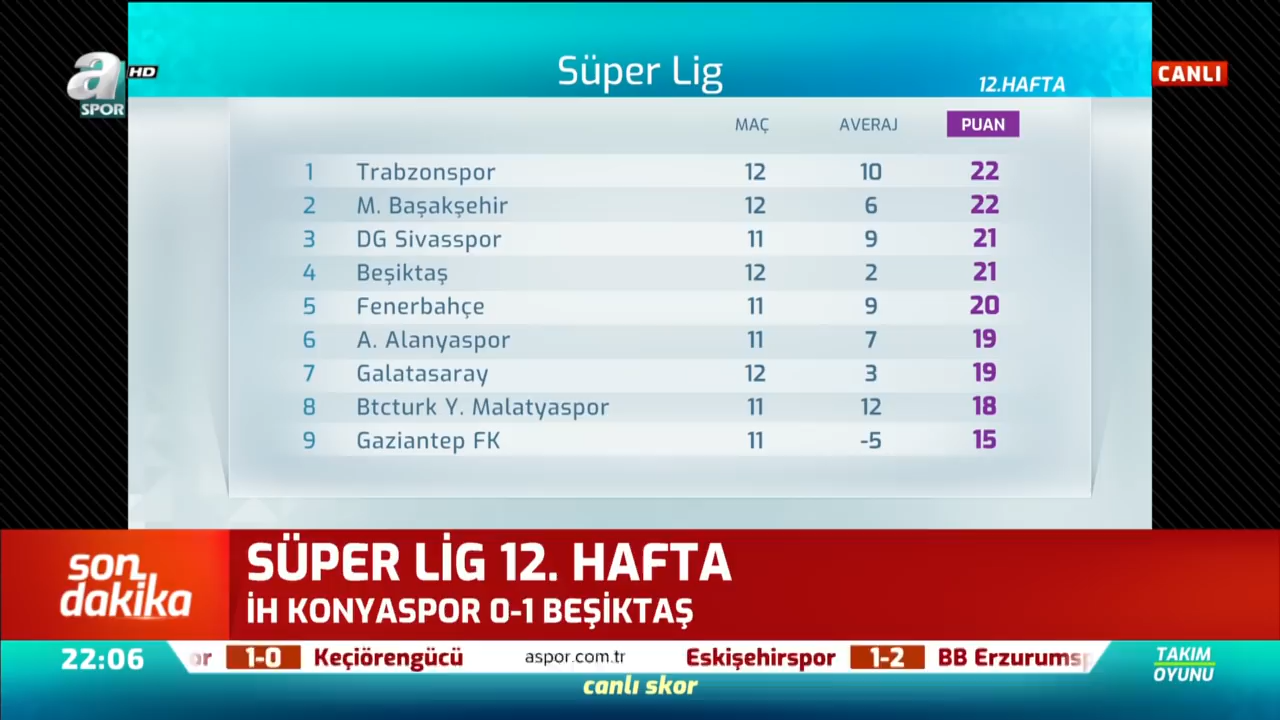 a HD
SPOR
CANLI
Süper Lig
12.HAFTA
MAÇ AVERAJ PUAN
1 Trabzonspor 12 10 22
2 M. Başakşehir 12 6 22
3 DG Sivasspor 11 9 21
4 Beşiktaş 12 2 21
5 Fenerbahçe 11 9 20
6 A. Alanyaspor 11 7 19
7 Galatasaray 12 3 19
8 Btcturk Y. Malatyaspor 11 12 18
9 Gaziantep FK 11 -5 15
son dakika
SÜPER LİG 12. HAFTA
İH KONYASPOR 0-1 BEŞİKTAŞ
22:06 or 1-0 Keçiörengücü aspor.com.tr Eskişehirspor 1-2 BB Erzurumsp
canlı skor
TAKIM
OYUNU